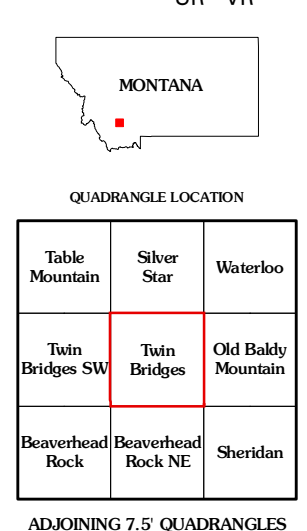 MONTANA
QUADRANGLE LOCATION
Table Mountain
Silver Star
Waterloo
Twin Bridges SW
Twin Bridges
Old Baldy Mountain
Beaverhead Rock
Beaverhead Rock NE
Sheridan
ADJOINING 7.5' QUADRANGLES